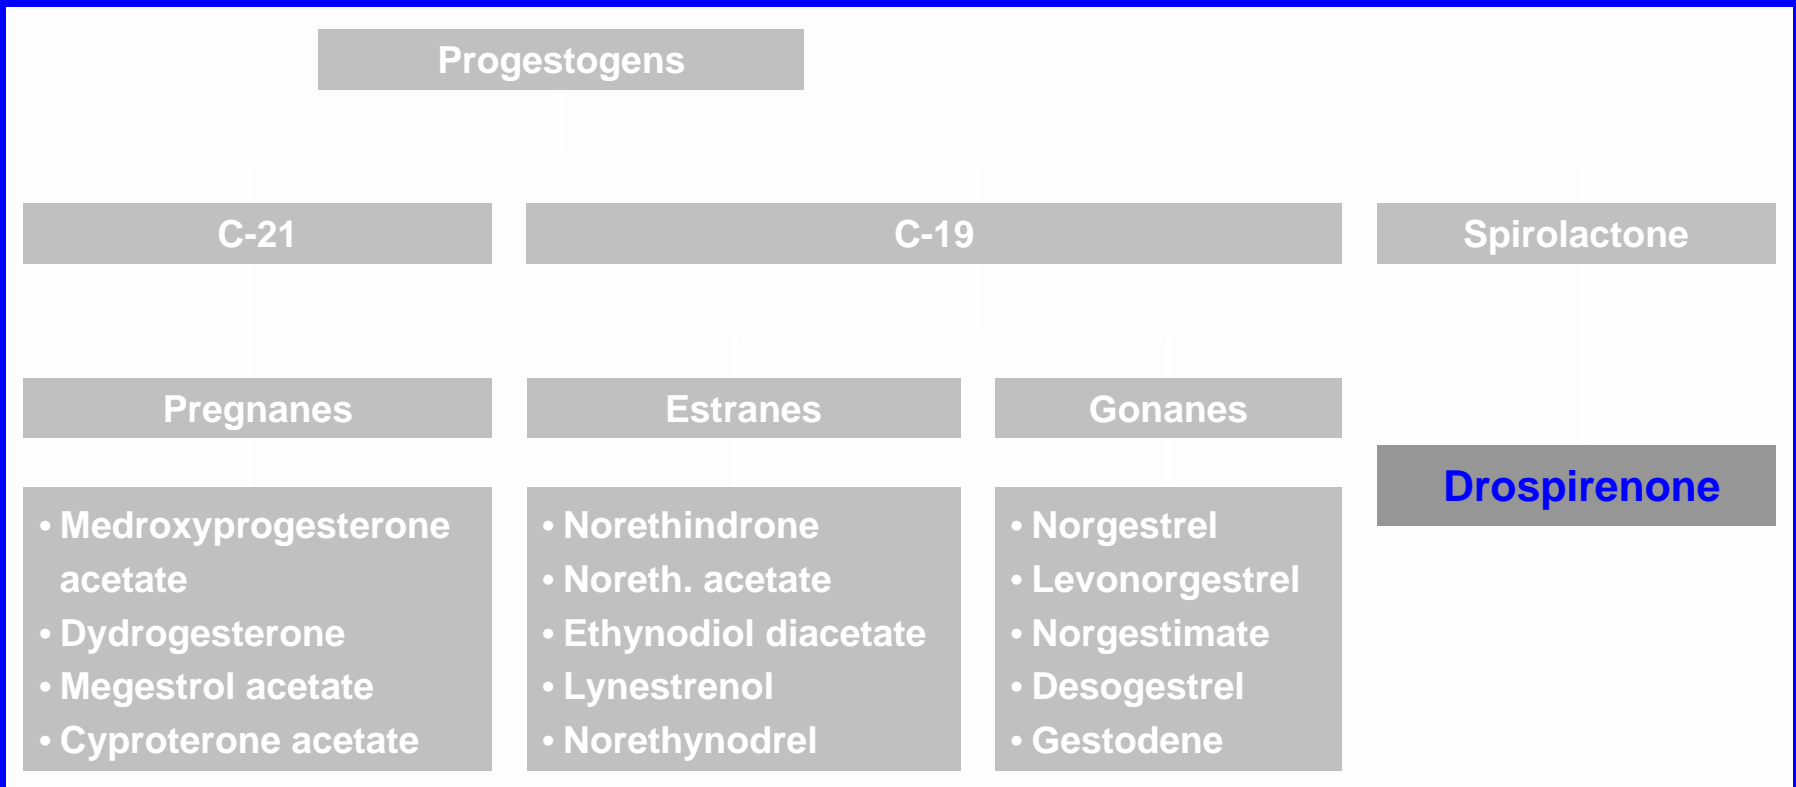 Progestogens
C-21
C-19
Spirolactone
Pregnanes
Estranes
Gonanes
Drospirenone
• Medroxyprogesterone
acetate
• Dydrogesterone
• Megestrol acetate
• Cyproterone acetate
• Norethindrone
• Noreth. acetate
• Ethynodiol diacetate
• Lynestrenol
• Norethynodrel
• Norgestrel
• Levonorgestrel
• Norgestimate
• Desogestrel
• Gestodene